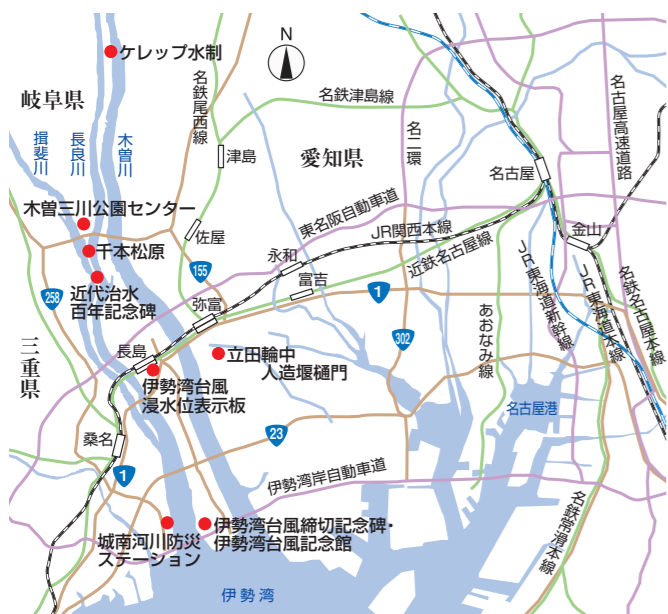 ケレップ水制
N
岐阜県
揖斐川
長良川
木曽川
名鉄尾西線
名鉄津島線
津島
愛知県
名二環
名古屋高速道路
名古屋
木曽三川公園センター
千本松原
近代治水
百年記念碑
佐屋
東名阪自動車道
JR関西本線
永和
近鉄名古屋線
富吉
金山
258
155
1
302
弥富
あおなみ線
JR東海道新幹線
JR東海道本線
名鉄名古屋本線
三重県
長島
立田輪中
人造堰樋門
伊勢湾台風
浸水位表示板
名古屋港
桑名
23
1
伊勢湾岸自動車道
城南河川防災
ステーション
伊勢湾台風締切記念碑・
伊勢湾台風記念館
名鉄常滑本線
伊勢湾